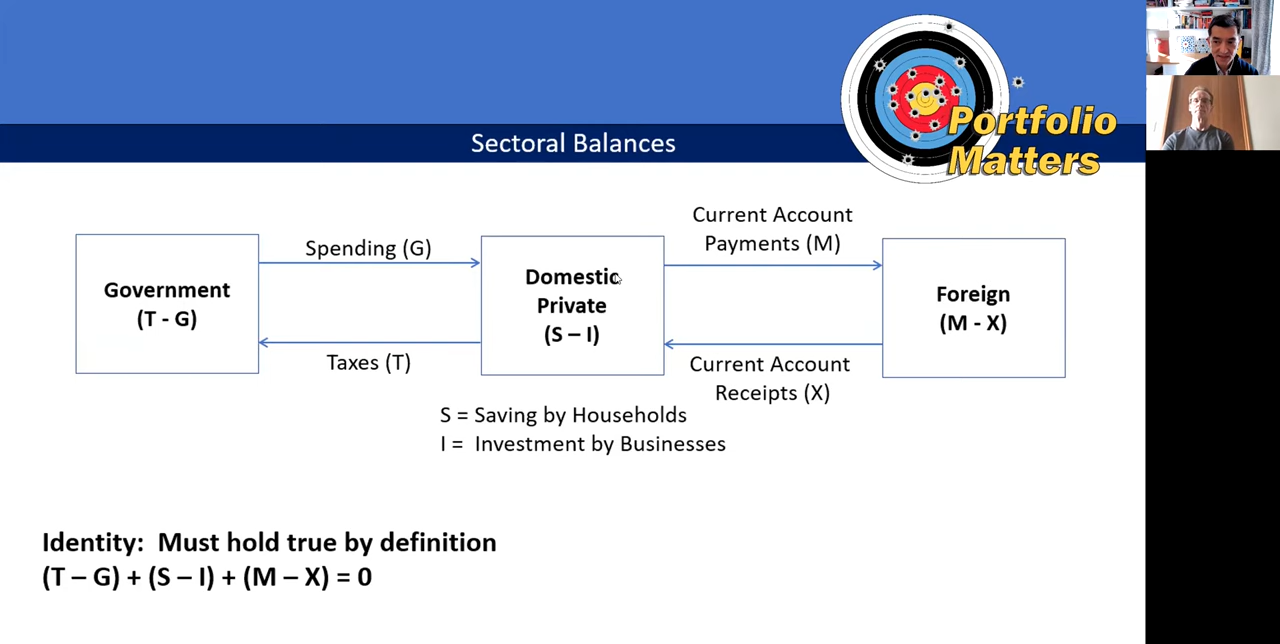 Sectoral Balances
Portfolio
Matters
Government
(T - G)
Spending (G)
Taxes (T)
Domestic
Private
(S – I)
Current Account
Payments (M)
Current Account
Receipts (X)
Foreign
(M - X)
S = Saving by Households
I =  Investment by Businesses
Identity:  Must hold true by definition
(T – G) + (S – I) + (M – X) = 0